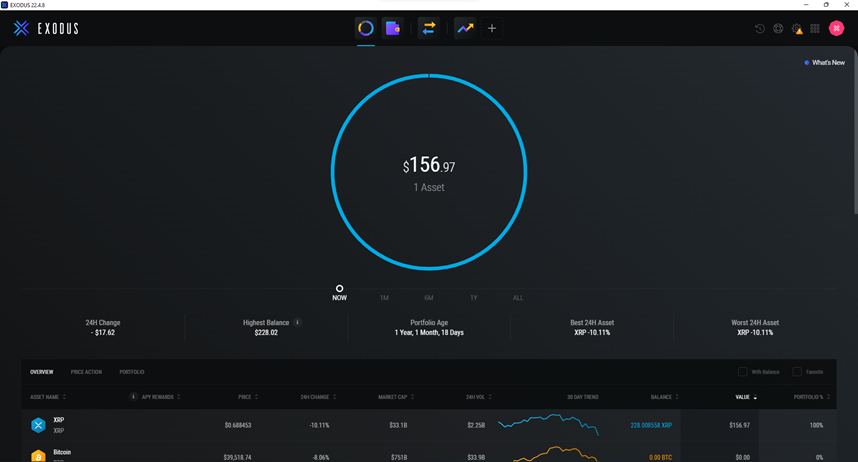 EXODUS 22.4.8
EXODUS
What's New
$156.97
1 Asset
NOW 1M 6M 1Y ALL
24H Change Highest Balance i Portfolio Age Best 24H Asset Worst 24H Asset
- $17.62 $228.02 1 Year, 1 Month, 18 Days XRP -10.11% XRP -10.11%
OVERVIEW PRICE ACTION PORTFOLIO With Balance Favorite
ASSET NAME i APY REWARDS PRICE 24H CHANGE MARKET CAP 24H VOL 30 DAY TREND BALANCE VALUE PORTFOLIO %
XRP
XRP $0.688453 -10.11% $33.1B $2.25B 228.008558 XRP $156.97 100%
Bitcoin
$39,518.74 -8.06% $751B $33.9B 0.00 BTC $0.00 0%